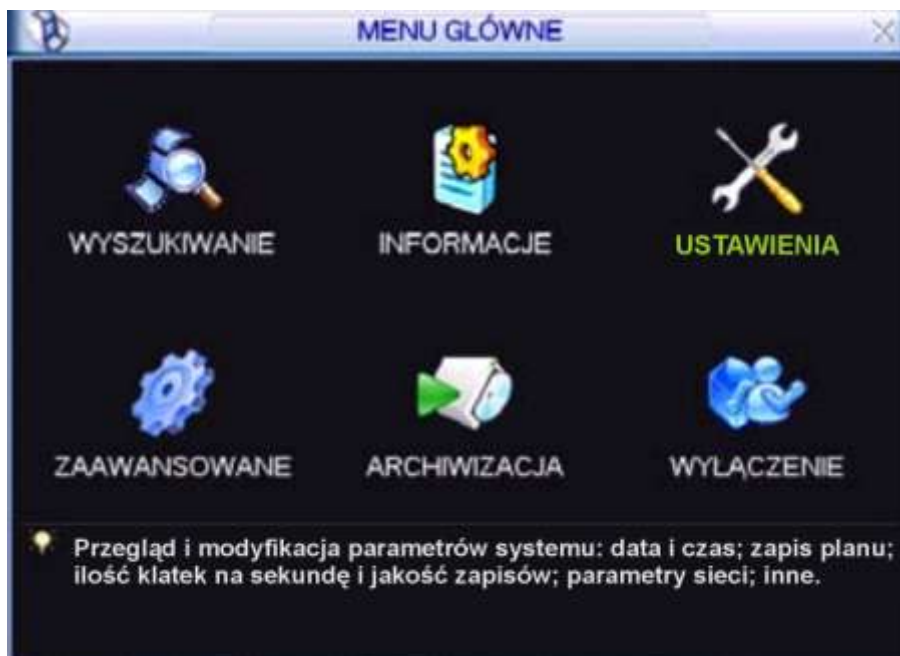 MENU GLÓWNE
WYSZUKIWANIE INFORMACJE USTAWIENIA
ZAAWANSOWANE ARCHIWIZACJA WYLĄCZENIE
Przegląd i modyfikacja parametrów systemu: data i czas; zapis planu;
ilość klatek na sekundę i jakość zapisów; parametry sieci; inne.